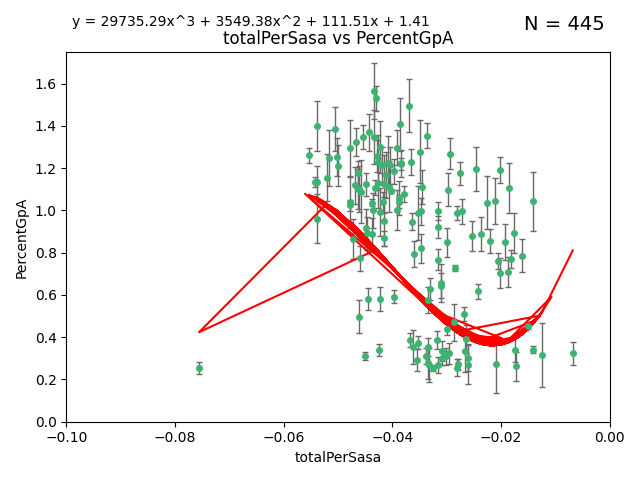 y = 29735.29x^3 + 3549.38x^2 + 111.51x + 1.41
N = 445
totalPerSasa vs PercentGpA
PercentGpA
1.6
1.4
1.2
1.0
0.8
0.6
0.4
0.2
0.0
−0.10 −0.08 −0.06 −0.04 −0.02 0.00
totalPerSasa